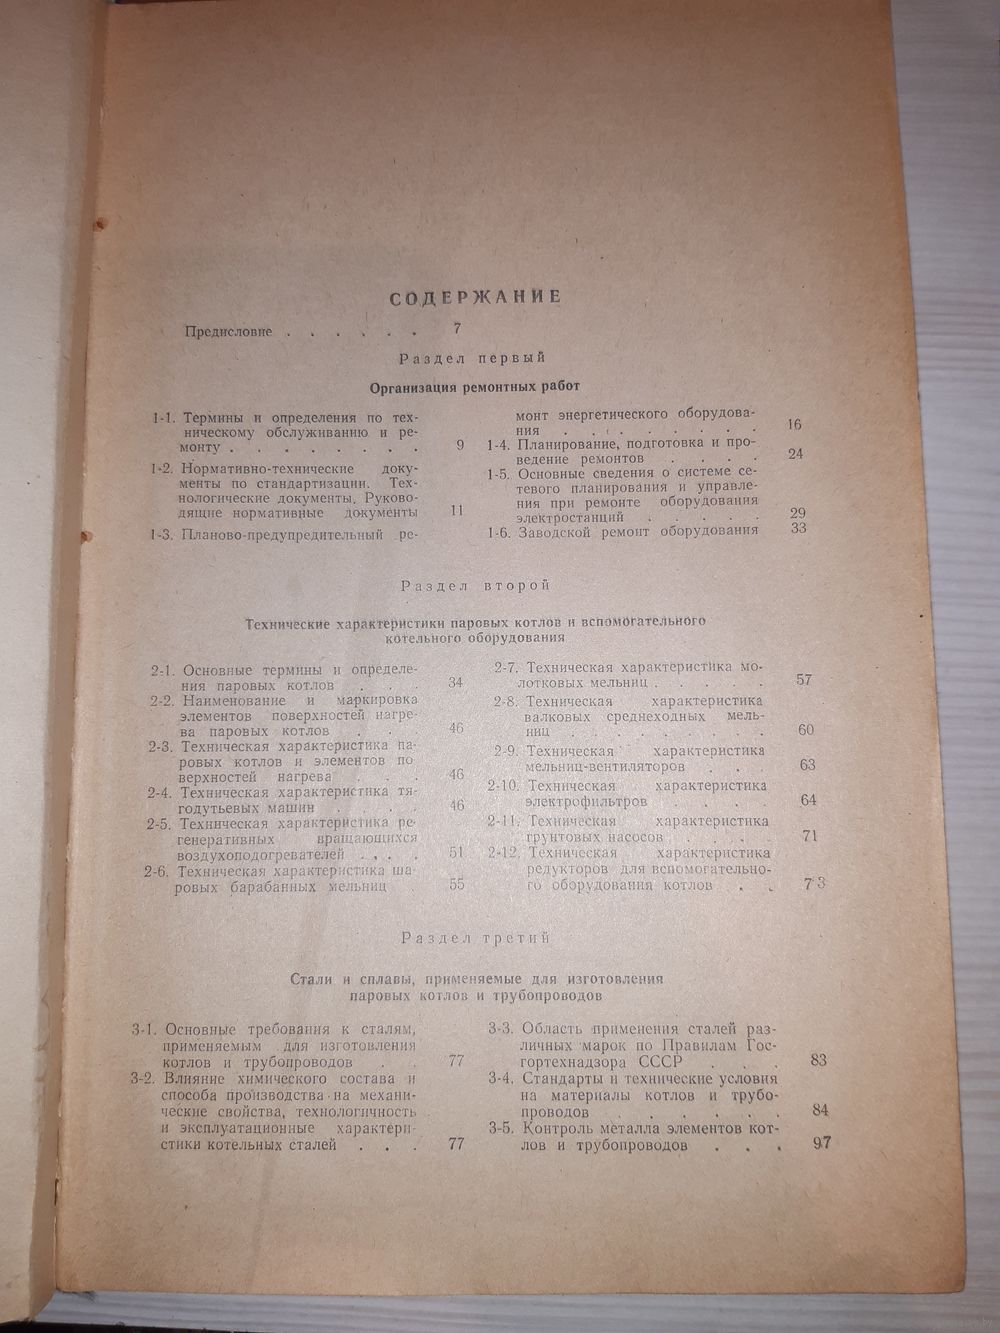 СОДЕРЖАНИЕ
Предисловие . . . . . . 7
Раздел первый
Организация ремонтных работ
1-1. Термины и определения по тех-
ническому обслуживанию и ре-
монту . . . . . . . . 9
1-2. Нормативно-технические доку-
менты по стандартизации. Тех-
нологические документы. Руково-
дящие нормативные документы 11
1-3. Планово-предупредительный ре-
монт энергетического оборудова-
ния . . . . . . . . 16
1-4. Планирование, подготовка и про-
ведение ремонтов . . . . 24
1-5. Основные сведения о системе се-
тевого планирования и управле-
ния при ремонте оборудования
электростанций . . . . . 29
1-6. Заводской ремонт оборудования 33
Раздел второй
Технические характеристики паровых котлов и вспомогательного
котельного оборудования
2-1. Основные термины и определе-
ния паровых котлов . . . 34
2-2. Наименование и маркировка
элементов поверхностей нагре-
ва паровых котлов . . . 46
2-3. Техническая характеристика па-
ровых котлов и элементов по
верхностей нагрева . . . 46
2-4. Техническая характеристика тя-
годутьевых машин . . . . 46
2-5. Техническая характеристика ре-
генеративных вращающихся
воздухоподогревателей . . . . 51
2-6. Техническая характеристика ша-
ровых барабанных мельниц . 55
2-7. Техническая характеристика мо-
лотковых мельниц . . . . . 57
2-8. Техническая характеристика
валковых среднеходных мель-
ниц . . . . . . . . 60
2-9. Техническая характеристика
мельниц-вентиляторов . . . 63
2-10. Техническая характеристика
электрофильтров . . . . 64
2-11. Техническая характеристика
грунтовых насосов . . . . 71
2-12. Техническая характеристика
редукторов для вспомогательно-
го оборудования котлов . . 73
Раздел третий
Стали и сплавы, применяемые для изготовления
паровых котлов и трубопроводов
3-1. Основные требования к сталям,
применяемым для изготовления
котлов и трубопроводов . . 77
3-2. Влияние химического состава и
способа производства на механи-
ческие свойства, технологичность
и эксплуатационные характери-
стики котельных сталей . . . 77
3-3. Область применения сталей раз-
личных марок по Правилам Гос-
гортехнадзора СССР . . . 83
3-4. Стандарты и технические условия
на материалы котлов и трубо-
проводов . . . . . . 84
3-5. Контроль металла элементов кот-
лов и трубопроводов . . . 97